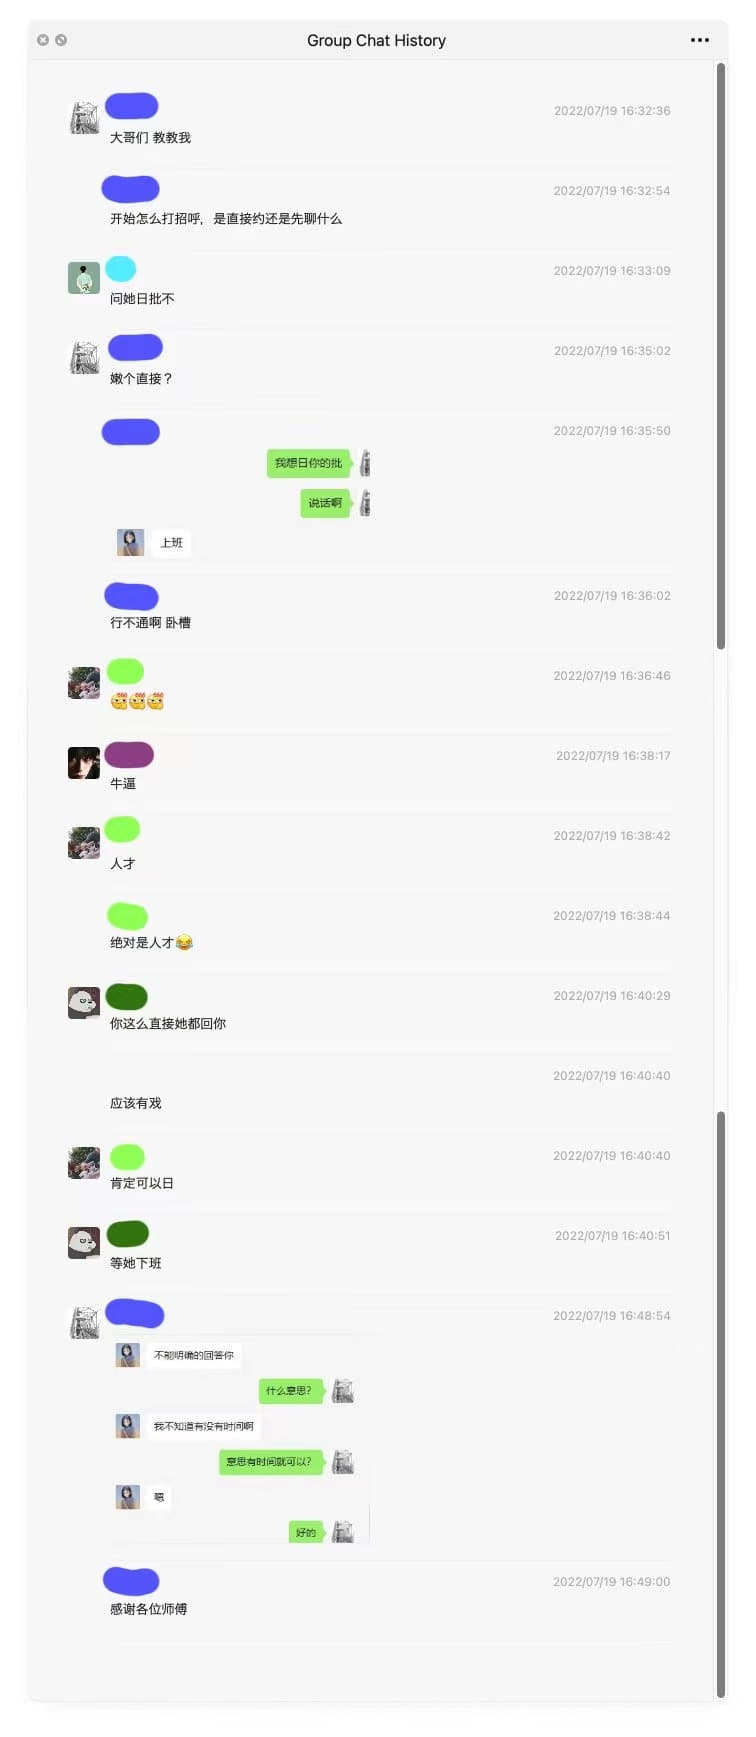 Group Chat History
2022/07/19 16:32:36
大哥们 教教我
2022/07/19 16:32:54
开始怎么打招呼，是直接约还是先聊什么
2022/07/19 16:33:09
问她日批不
2022/07/19 16:35:02
嫩个直接？
2022/07/19 16:35:50
我想日你的批
说话啊
上班
2022/07/19 16:36:02
行不通啊 卧槽
2022/07/19 16:36:46
2022/07/19 16:38:17
牛逼
2022/07/19 16:38:42
人才
2022/07/19 16:38:44
绝对是人才😂
2022/07/19 16:40:29
你这么直接她都回你
2022/07/19 16:40:40
应该有戏
2022/07/19 16:40:40
肯定可以日
2022/07/19 16:40:51
等她下班
2022/07/19 16:48:54
不能明确的回答你
什么意思？
我不知道有没有时间啊
意思有时间就可以？
嗯
好的
2022/07/19 16:49:00
感谢各位师傅